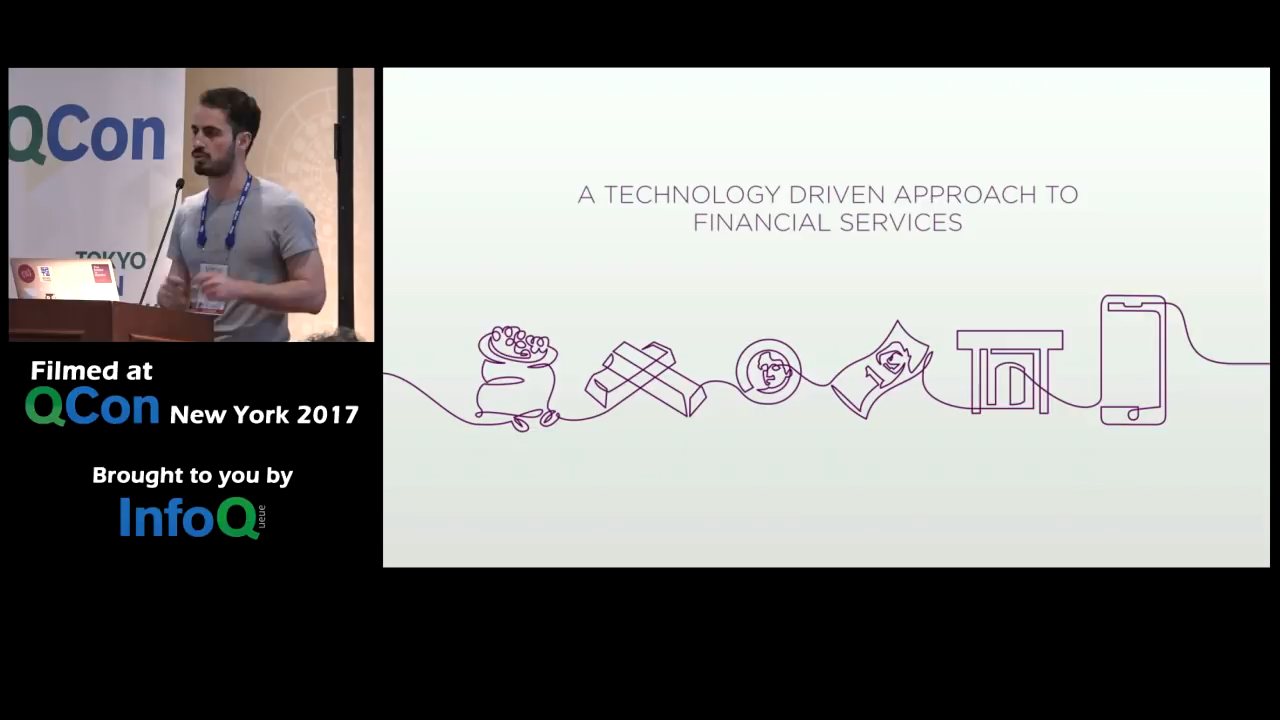 QCon
TOKYO
A TECHNOLOGY DRIVEN APPROACH TO
FINANCIAL SERVICES
Filmed at
QCon New York 2017
Brought to you by
InfoQ
ueue